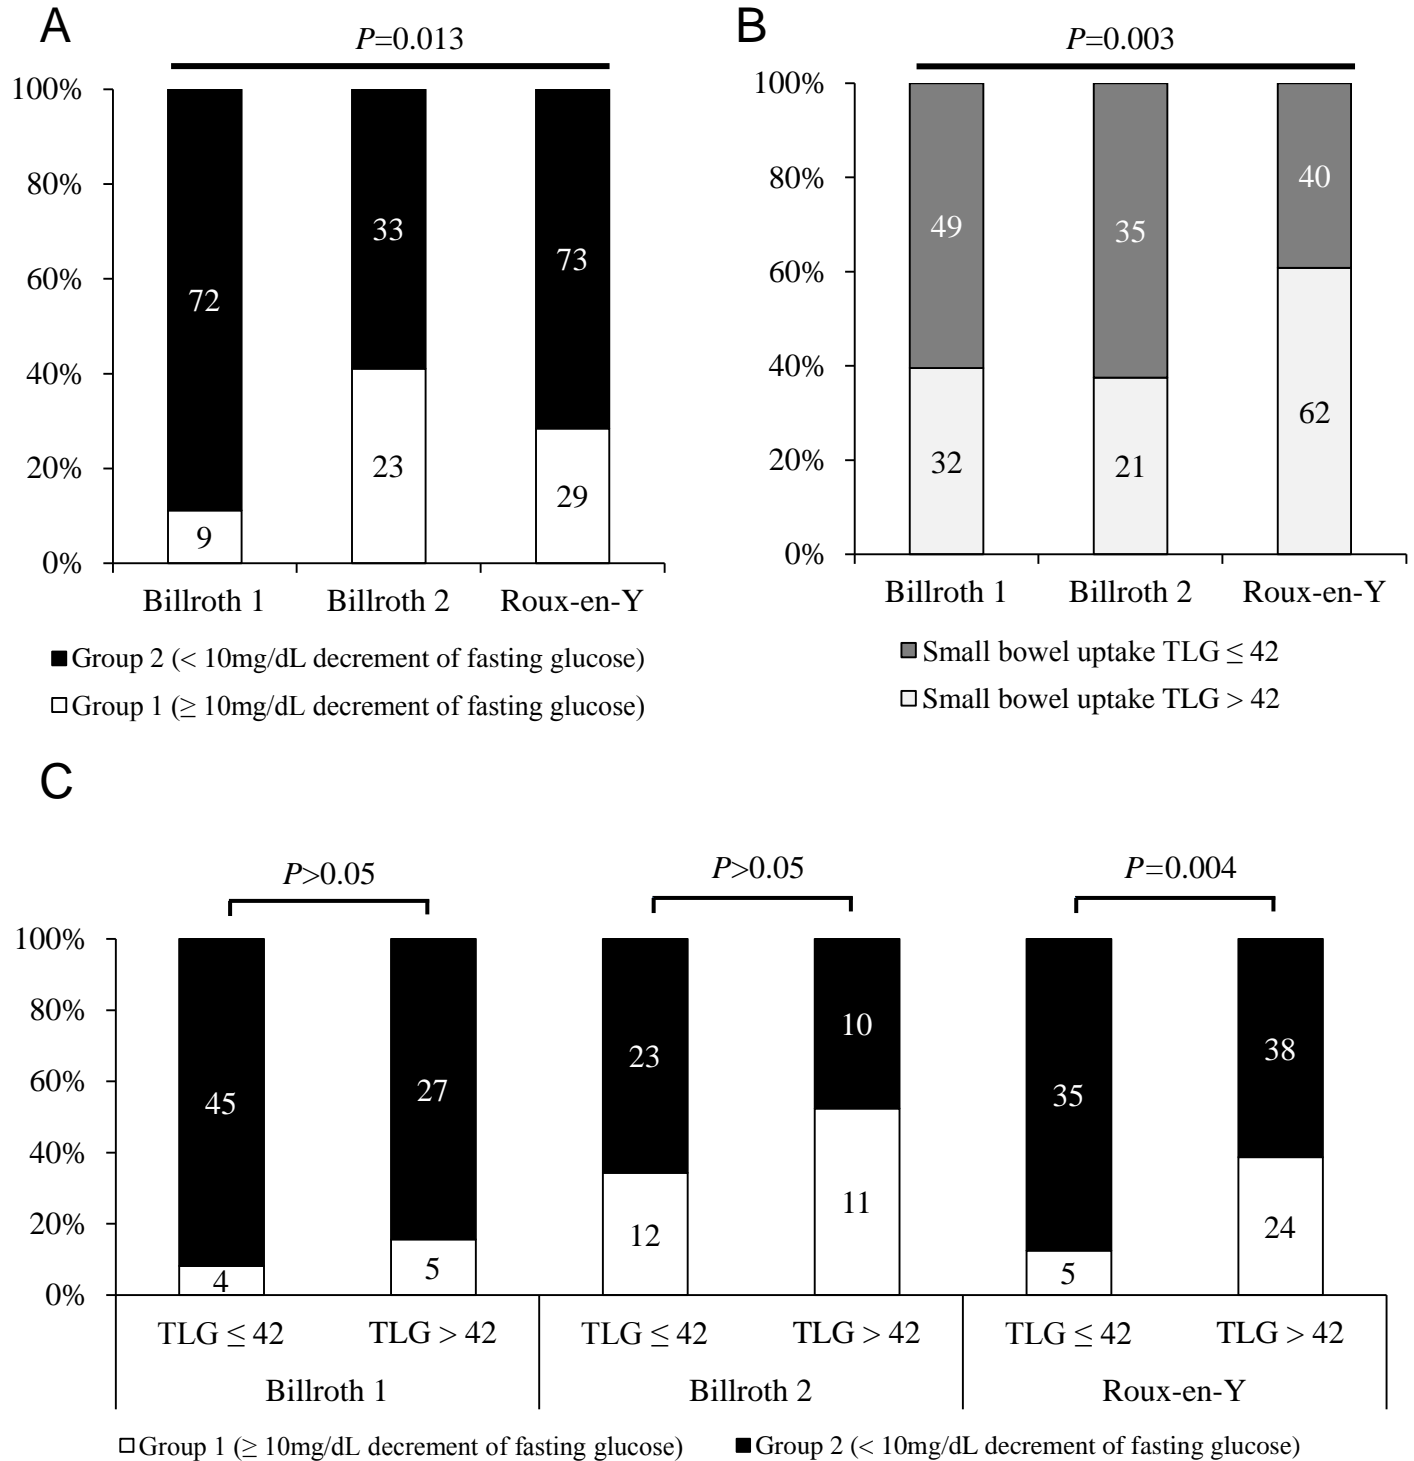 A
P=0.013
100%
80%
60%
40%
20%
0%
72
9
33
23
73
29
Billroth 1
Billroth 2
Roux-en-Y
Group 2 (< 10mg/dL decrement of fasting glucose)
Group 1 (≥ 10mg/dL decrement of fasting glucose)
B
P=0.003
100%
80%
60%
40%
20%
0%
49
32
35
21
40
62
Billroth 1
Billroth 2
Roux-en-Y
Small bowel uptake TLG ≤ 42
Small bowel uptake TLG > 42
C
P>0.05
P>0.05
P=0.004
100%
80%
60%
40%
20%
0%
45
4
27
5
23
12
10
11
35
5
38
24
TLG ≤ 42
TLG > 42
TLG ≤ 42
TLG > 42
TLG ≤ 42
TLG > 42
Billroth 1
Billroth 2
Roux-en-Y
Group 1 (≥ 10mg/dL decrement of fasting glucose)
Group 2 (< 10mg/dL decrement of fasting glucose)